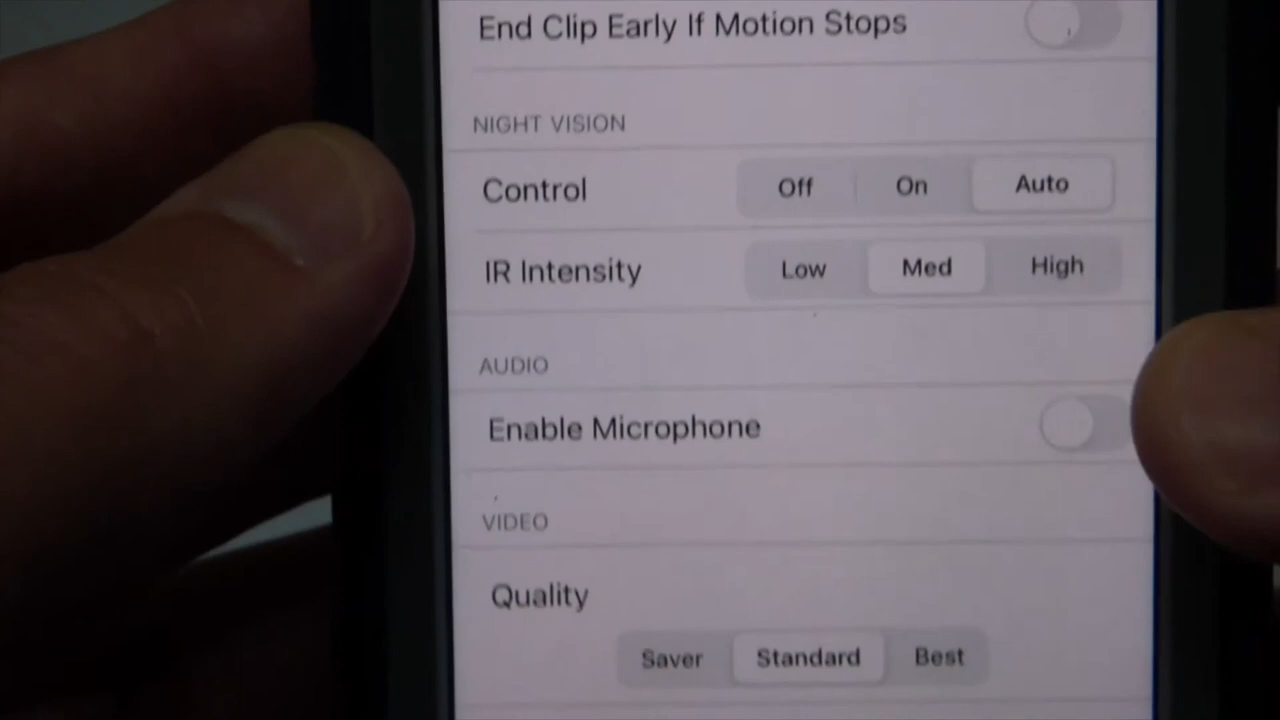 End Clip Early If Motion Stops
NIGHT VISION
Control Off On Auto
IR Intensity Low Med High
AUDIO
Enable Microphone
VIDEO
Quality
Saver Standard Best